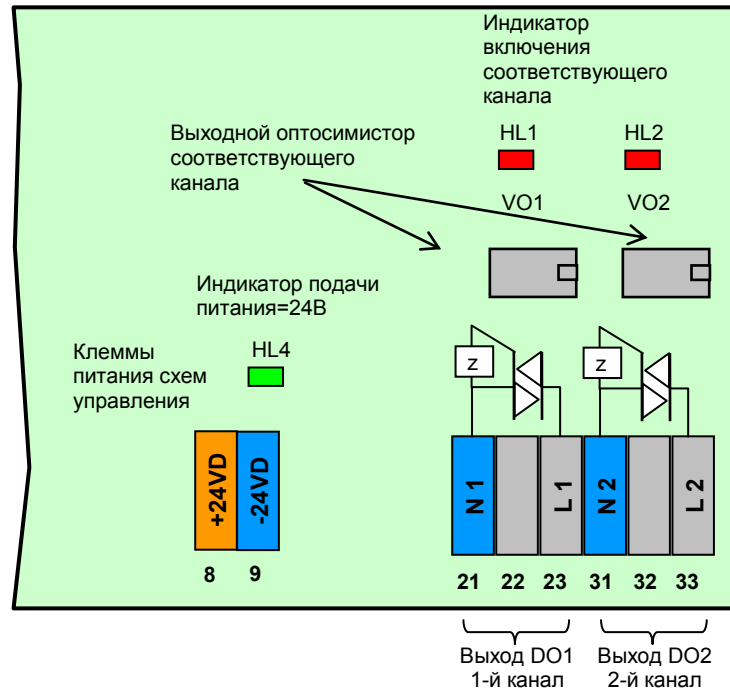 Индикатор
включения
соответствующего
канала
Выходной оптосимистор
соответствующего
канала
HL1 HL2
VO1 VO2
Индикатор подачи
питания=24В
Клеммы
питания схем
управления
HL4
z z
+24VD -24VD
N 1 L 1 N 2 L 2
8 9 21 22 23 31 32 33
Выход DO1 Выход DO2
1-й канал 2-й канал